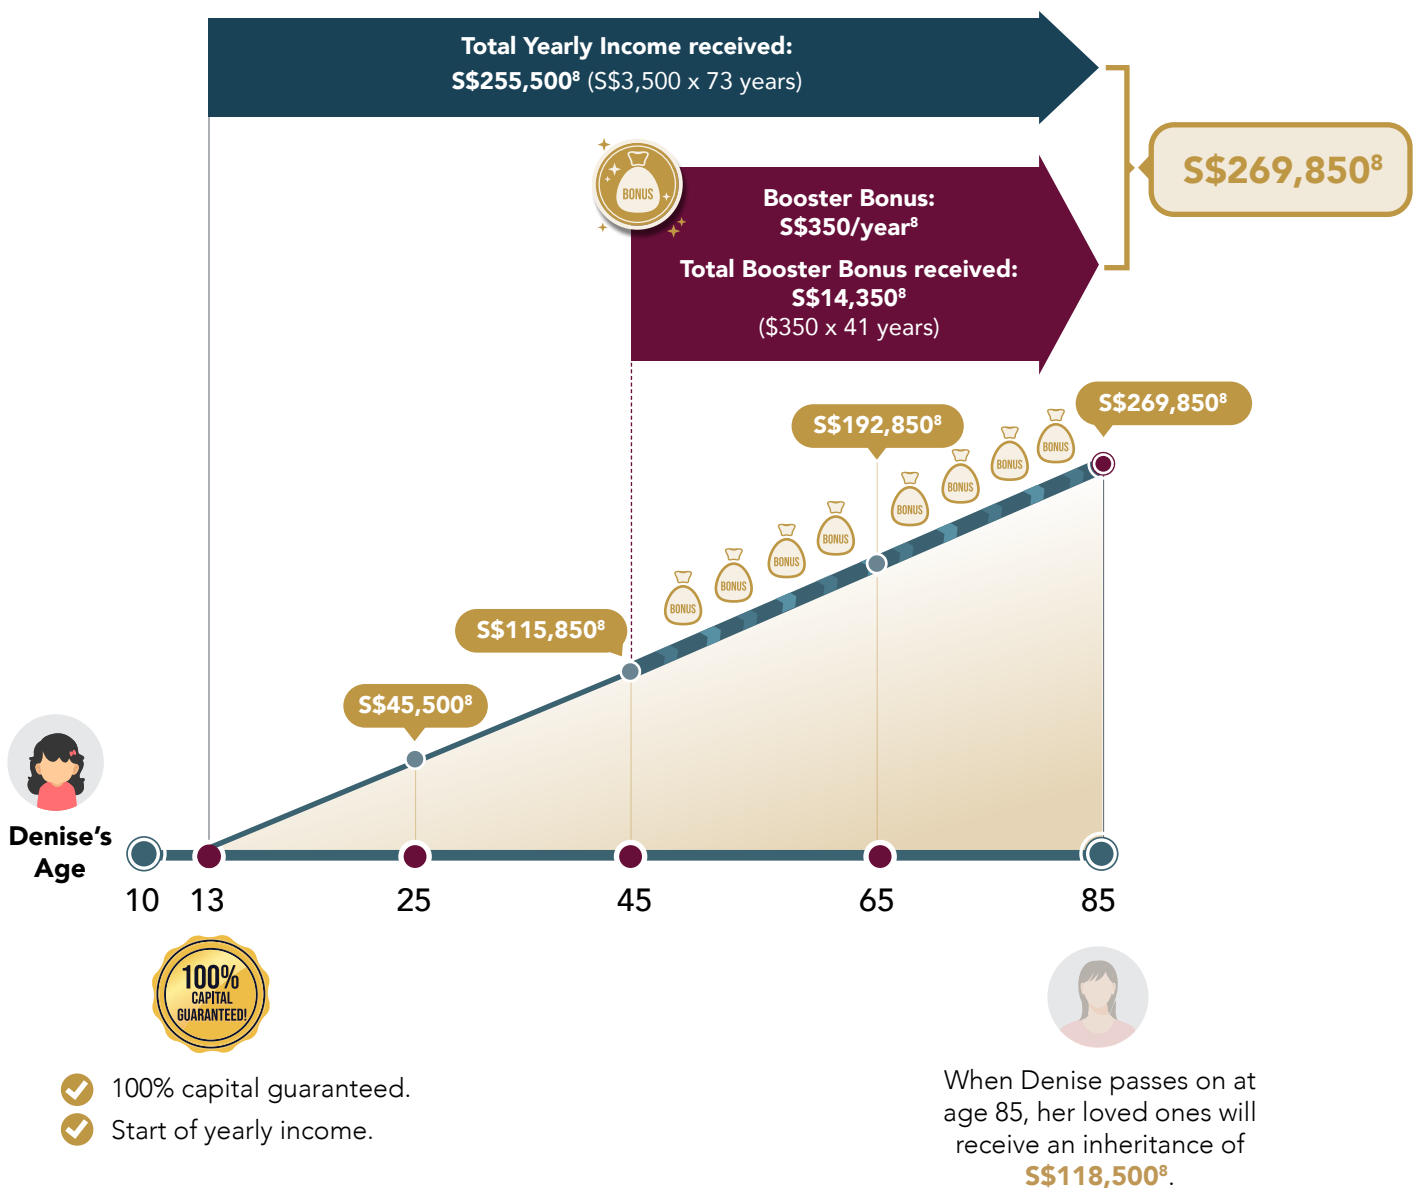 Total Yearly Income received:
S$255,500⁸ (S$3,500 x 73 years)
S$269,850⁸
BONUS
Booster Bonus:
S$350/year⁸
Total Booster Bonus received:
S$14,350⁸
($350 x 41 years)
S$269,850⁸
S$192,850⁸
BONUS
BONUS
BONUS
BONUS
BONUS
BONUS
BONUS
BONUS
S$115,850⁸
S$45,500⁸
Denise’s
Age
10 13 25 45 65 85
100%
CAPITAL
GUARANTEED!
100% capital guaranteed.
Start of yearly income.
When Denise passes on at
age 85, her loved ones will
receive an inheritance of
S$118,500⁸.